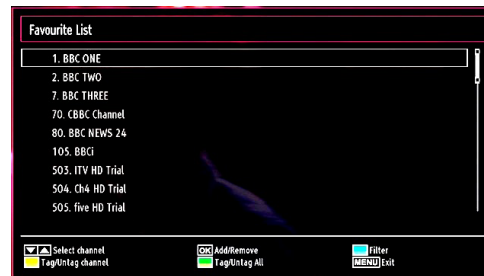 Favourite List
1. BBC ONE
2. BBC TWO
7. BBC THREE
70. CBBC Channel
80. BBC NEWS 24
105. BBCi
503. ITV HD Trial
504. Ch4 HD Trial
505. five HD Trial
Select channel OK Add/Remove Filter
Tag/Untag channel Tag/Untag All MENU Exit